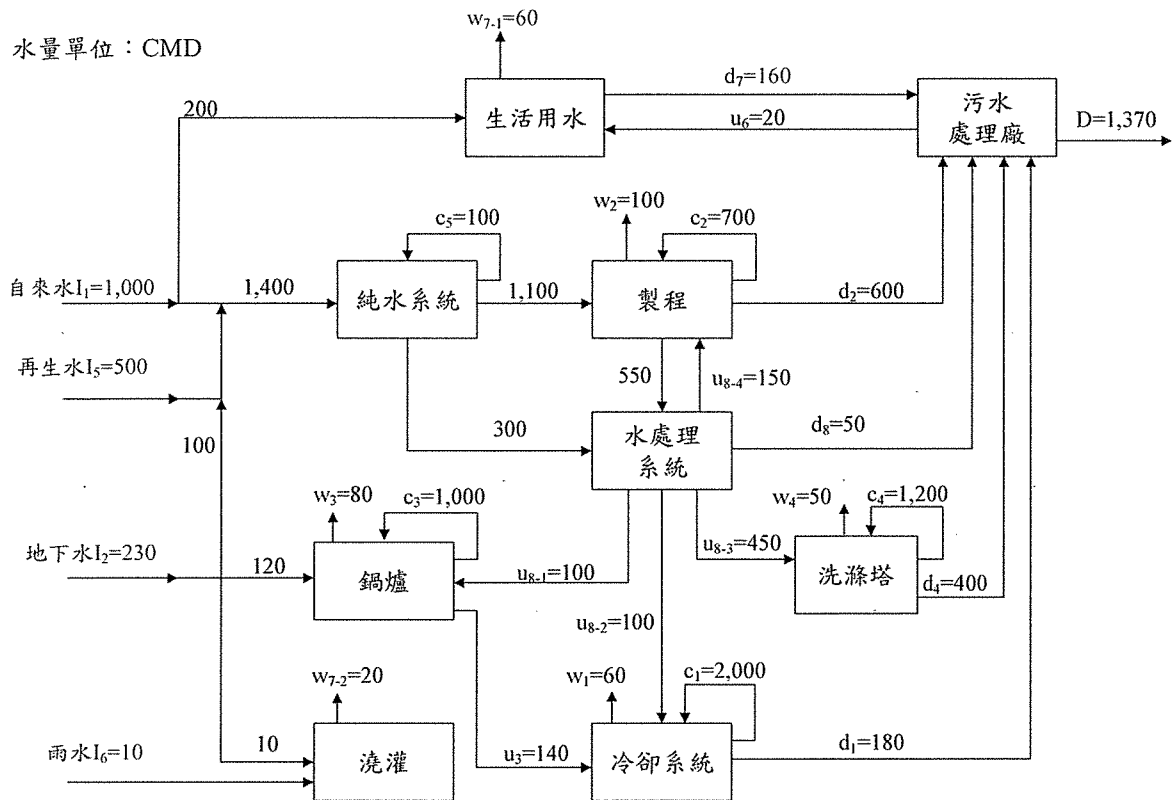 水量單位：CMD
w₇₋₁=60
200
生活用水
d₇=160
u₆=20
污水
處理廠
D=1,370
自來水I₁=1,000
1,400
c₅=100
純水系統
1,100
w₂=100
c₂=700
製程
d₂=600
再生水I₅=500
100
300
550
u₈₋₄=150
水處理
系統
d₈=50
地下水I₂=230
120
w₃=80
c₃=1,000
鍋爐
u₈₋₁=100
u₈₋₂=100
u₈₋₃=450
w₄=50
c₄=1,200
洗滌塔
d₄=400
雨水I₆=10
10
w₇₋₂=20
澆灌
u₃=140
w₁=60
c₁=2,000
冷卻系統
d₁=180